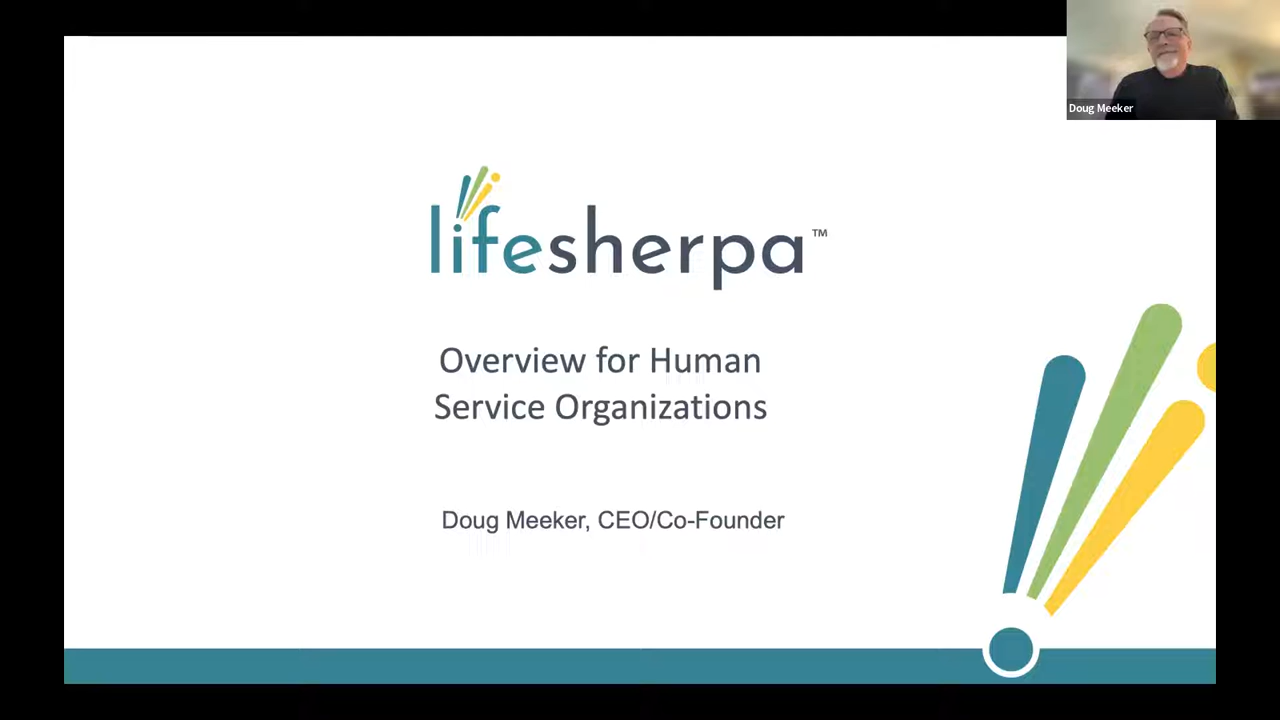 Doug Meeker
lifesherpa™
Overview for Human
Service Organizations
Doug Meeker, CEO/Co-Founder